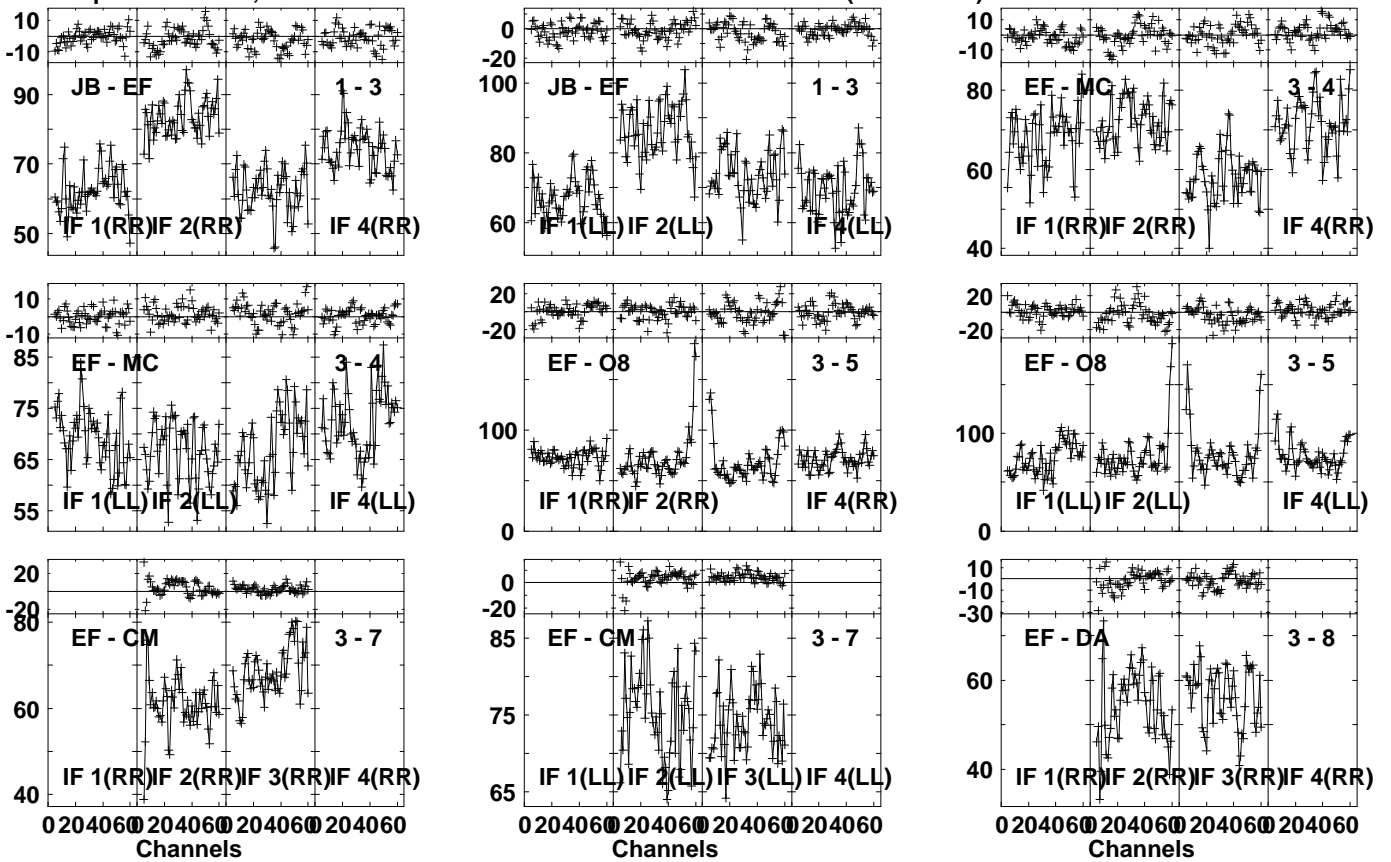 10
-10
JB - EF 1 - 3
90
70
50
IF 1(RR) IF 2(RR) IF 4(RR)
0
-20
JB - EF 1 - 3
100
80
60
IF 1(LL) IF 2(LL) IF 4(LL)
10
-10
EF - MC 3 - 4
80
60
40
IF 1(RR) IF 2(RR) IF 4(RR)
10
-10
EF - MC 3 - 4
85
75
65
55
IF 1(LL) IF 2(LL) IF 4(LL)
20
-20
EF - O8 3 - 5
100
0
IF 1(RR) IF 2(RR) IF 4(RR)
20
-20
EF - O8 3 - 5
100
0
IF 1(LL) IF 2(LL) IF 4(LL)
20
-20
EF - CM 3 - 7
80
60
40
IF 1(RR) IF 2(RR) IF 3(RR) IF 4(RR)
0 204060 0 204060 0 204060 0 204060
Channels
0
-20
EF - CM 3 - 7
85
75
65
IF 1(LL) IF 2(LL) IF 3(LL) IF 4(LL)
0 204060 0 204060 0 204060 0 204060
Channels
10
-10
-30
EF - DA 3 - 8
60
40
IF 1(RR) IF 2(RR) IF 3(RR) IF 4(RR)
0 204060 0 204060 0 204060 0 204060
Channels